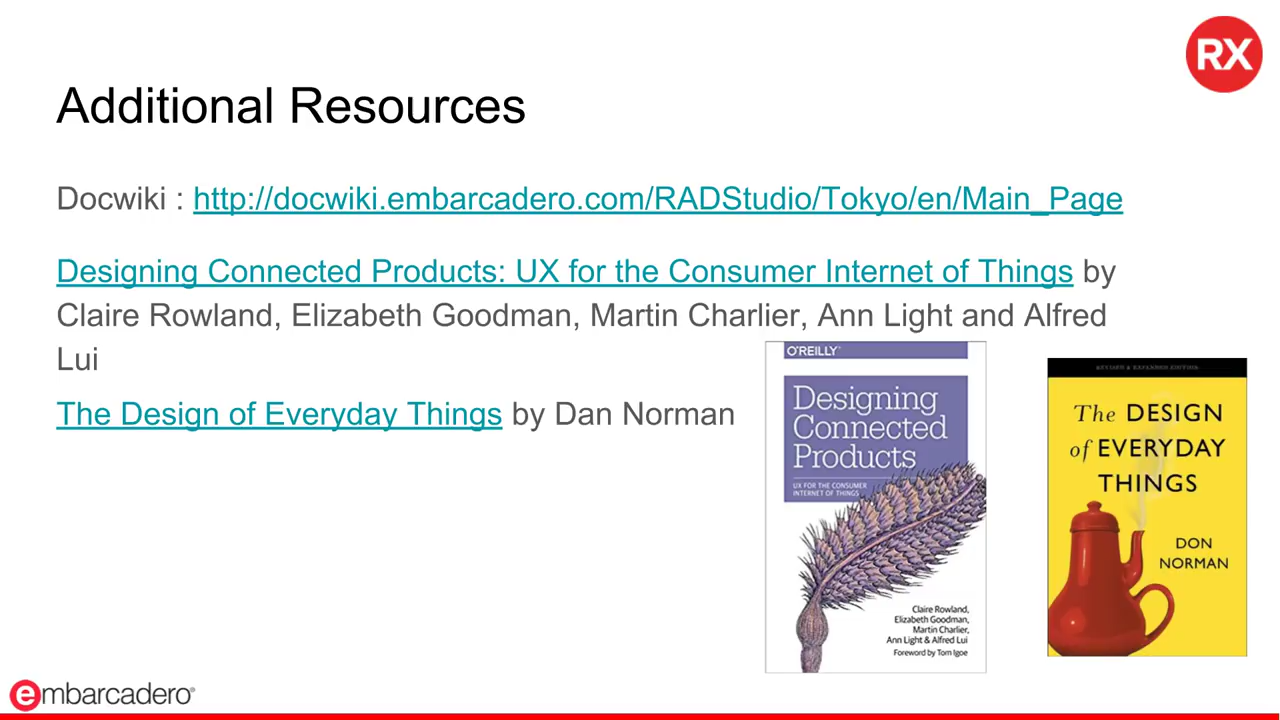 RX
Additional Resources
Docwiki : http://docwiki.embarcadero.com/RADStudio/Tokyo/en/Main_Page
Designing Connected Products: UX for the Consumer Internet of Things by
Claire Rowland, Elizabeth Goodman, Martin Charlier, Ann Light and Alfred
Lui
The Design of Everyday Things by Dan Norman
O'REILLY®
Designing
Connected
Products
UX FOR THE CONSUMER
INTERNET OF THINGS
Claire Rowland,
Elizabeth Goodman,
Martin Charlier,
Ann Light & Alfred Lui
Foreword by Tom Igoe
REVISED & EXPANDED EDITION
The DESIGN
of EVERYDAY
THINGS
DON
NORMAN
embarcadero®